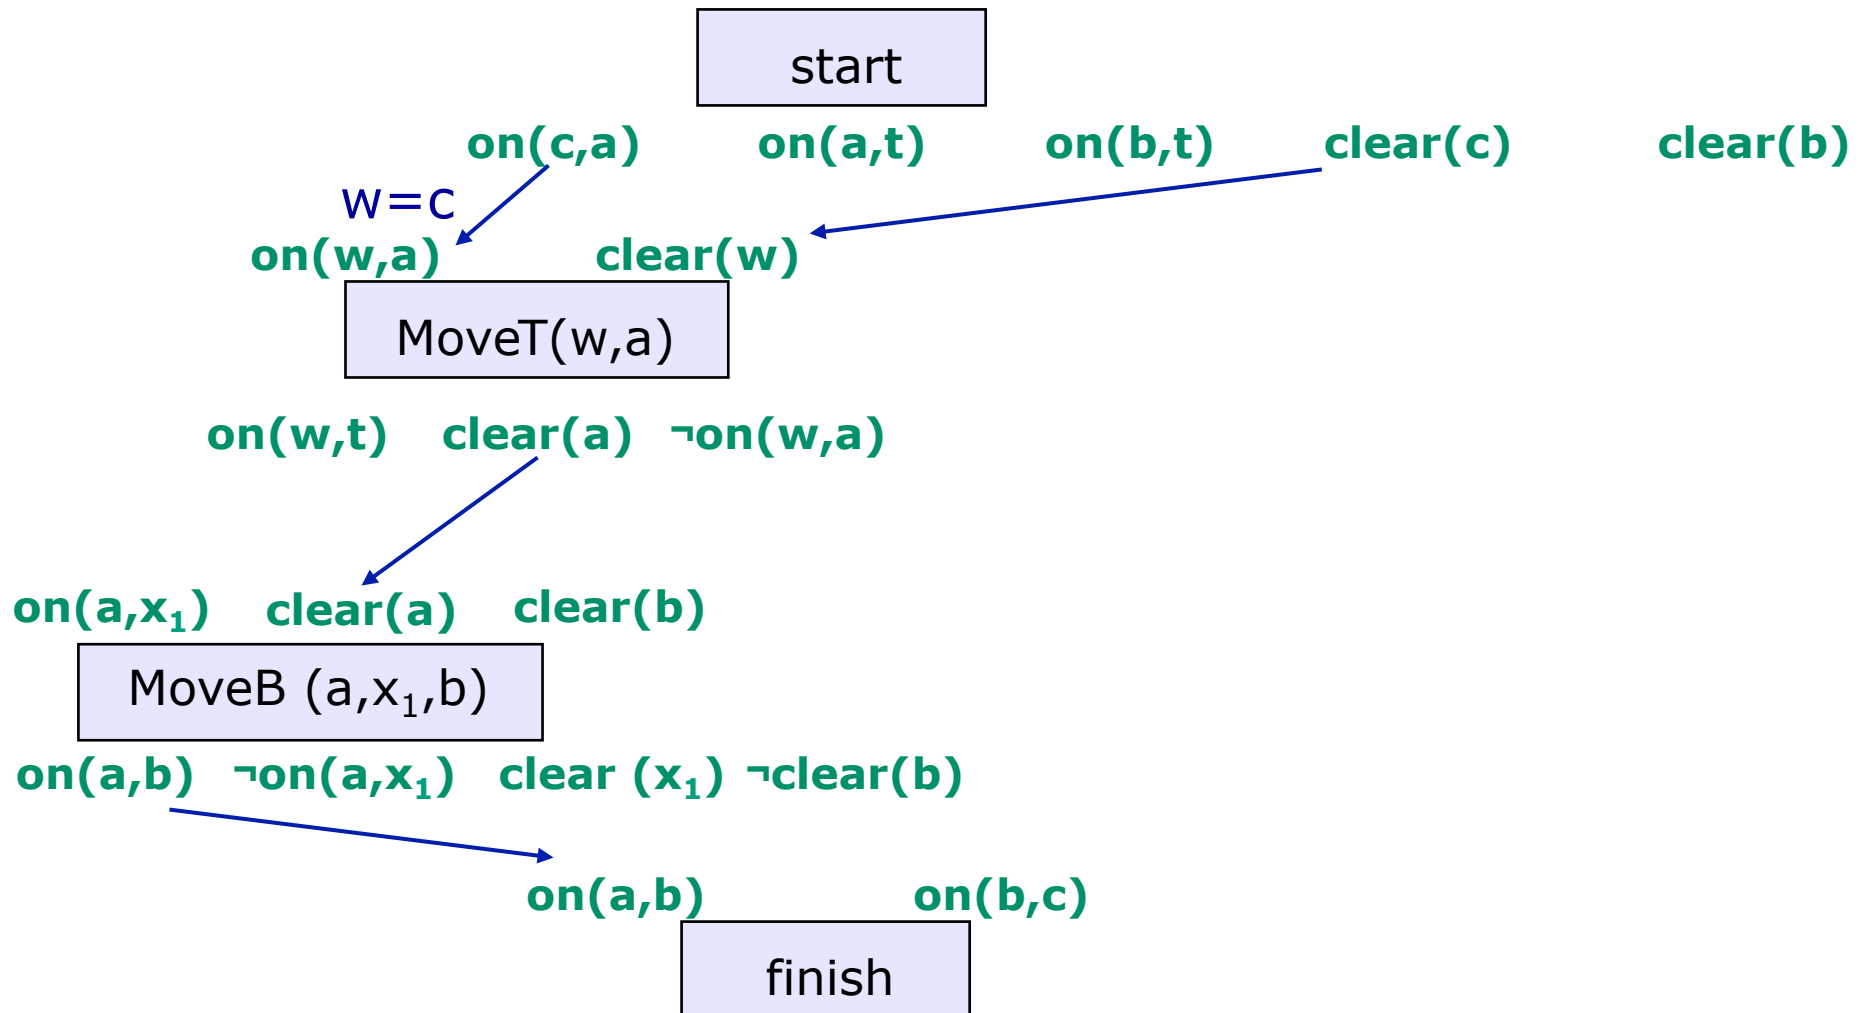 start
on(c,a) on(a,t) on(b,t) clear(c) clear(b)
w=c
on(w,a) clear(w)
MoveT(w,a)
on(w,t) clear(a) ¬on(w,a)
on(a,x₁) clear(a) clear(b)
MoveB (a,x₁,b)
on(a,b) ¬on(a,x₁) clear (x₁) ¬clear(b)
on(a,b) on(b,c)
finish